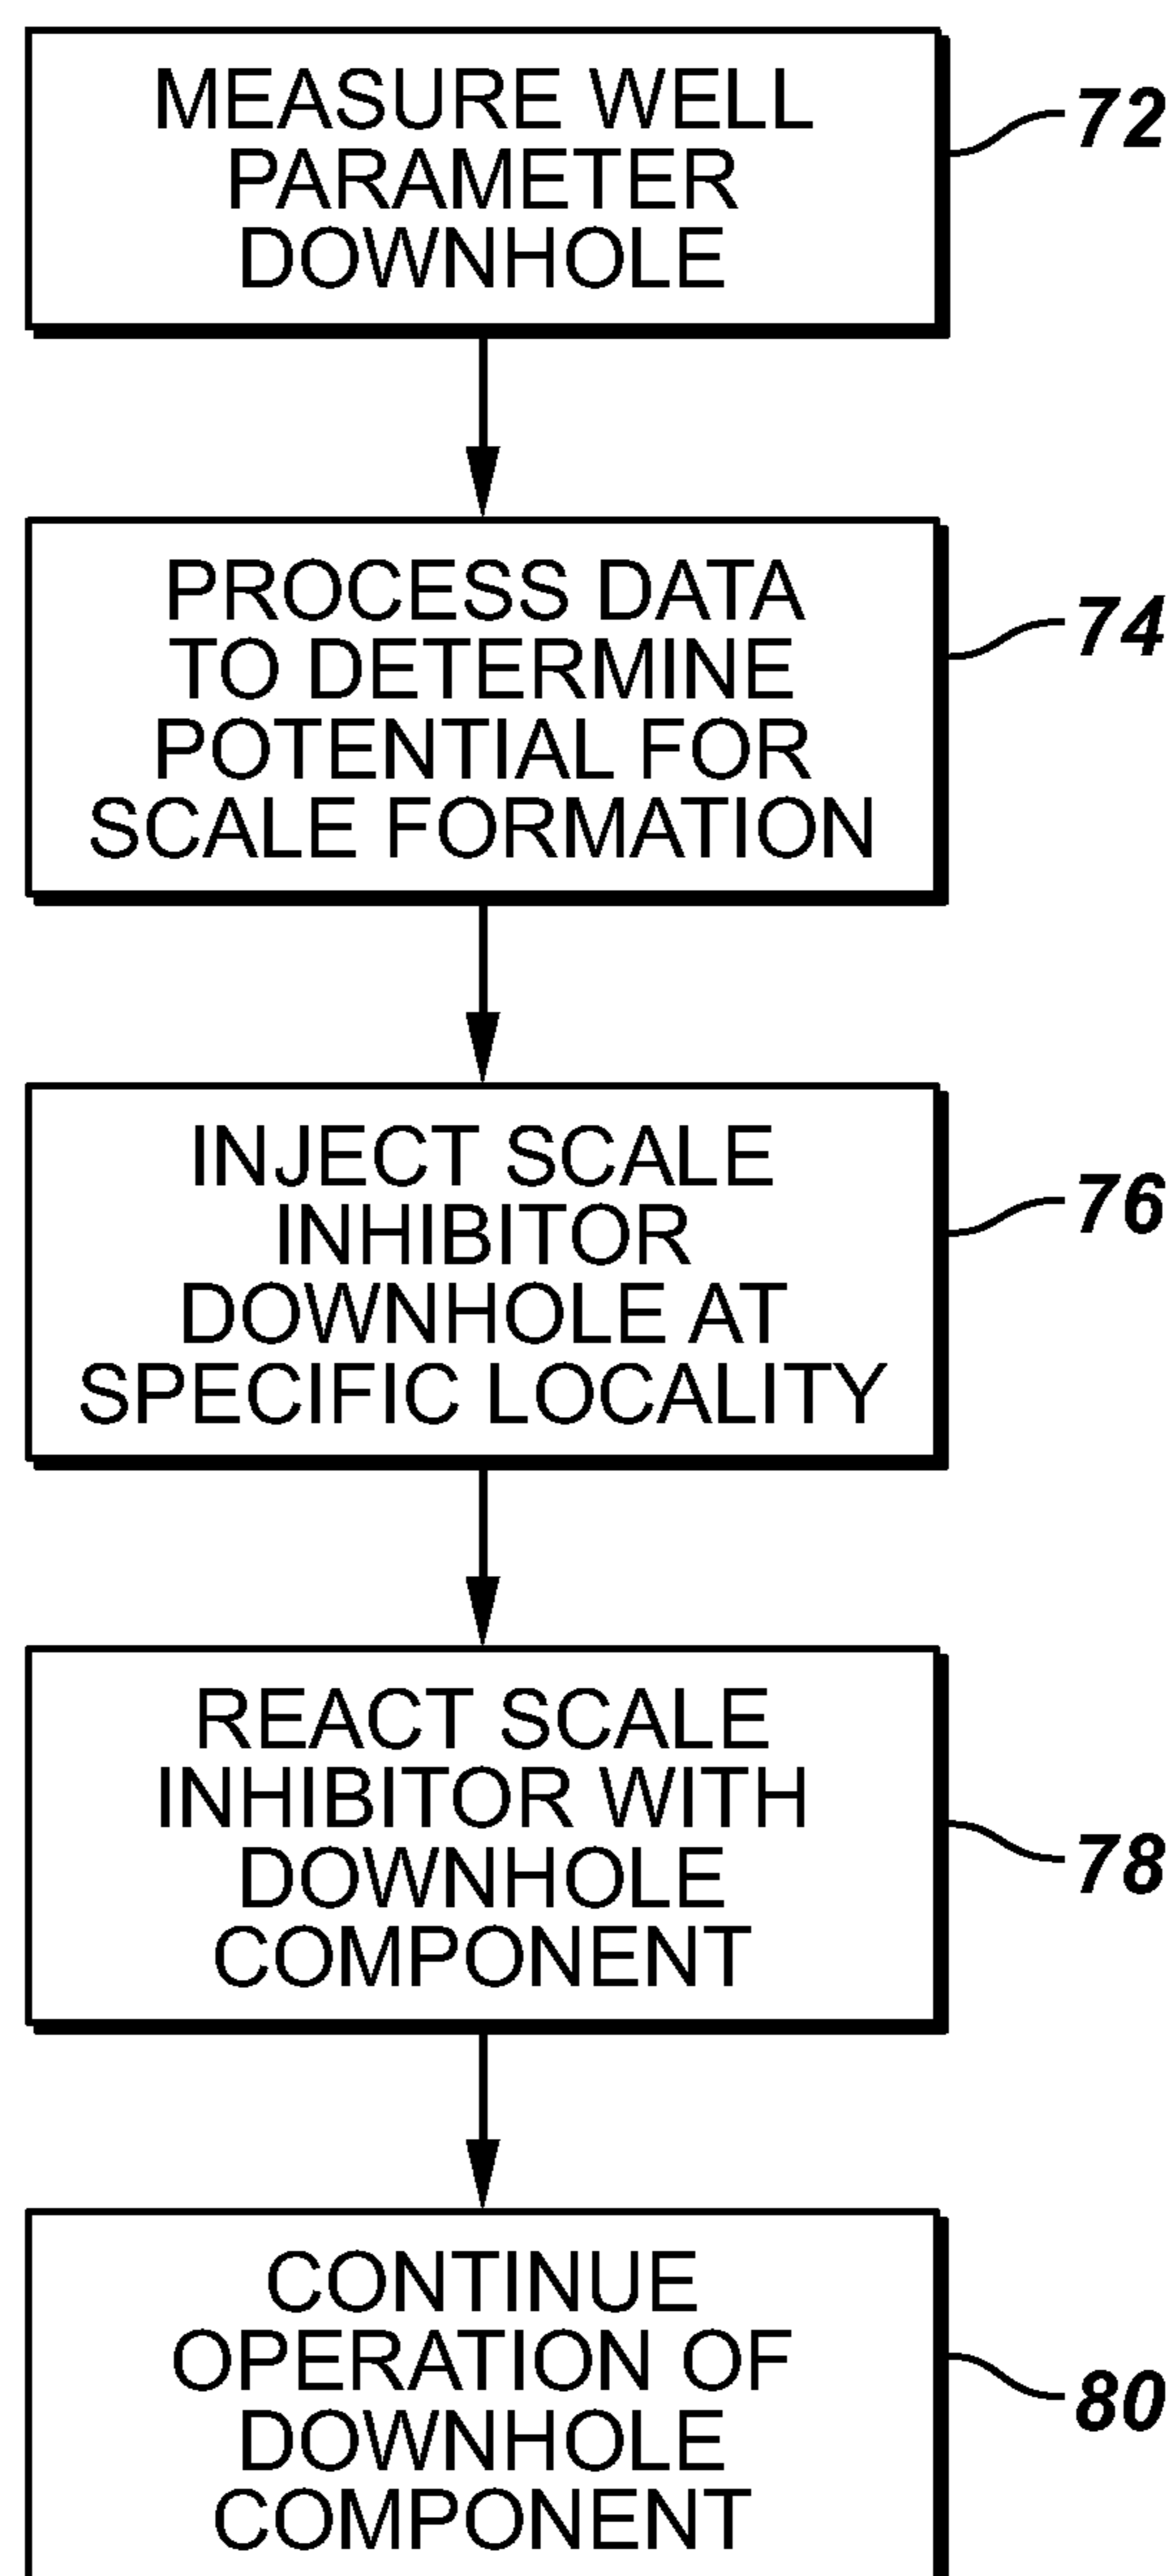 MEASURE WELL
PARAMETER
DOWNHOLE
72
PROCESS DATA
TO DETERMINE
POTENTIAL FOR
SCALE FORMATION
74
INJECT SCALE
INHIBITOR
DOWNHOLE AT
SPECIFIC LOCALITY
76
REACT SCALE
INHIBITOR WITH
DOWNHOLE
COMPONENT
78
CONTINUE
OPERATION OF
DOWNHOLE
COMPONENT
80